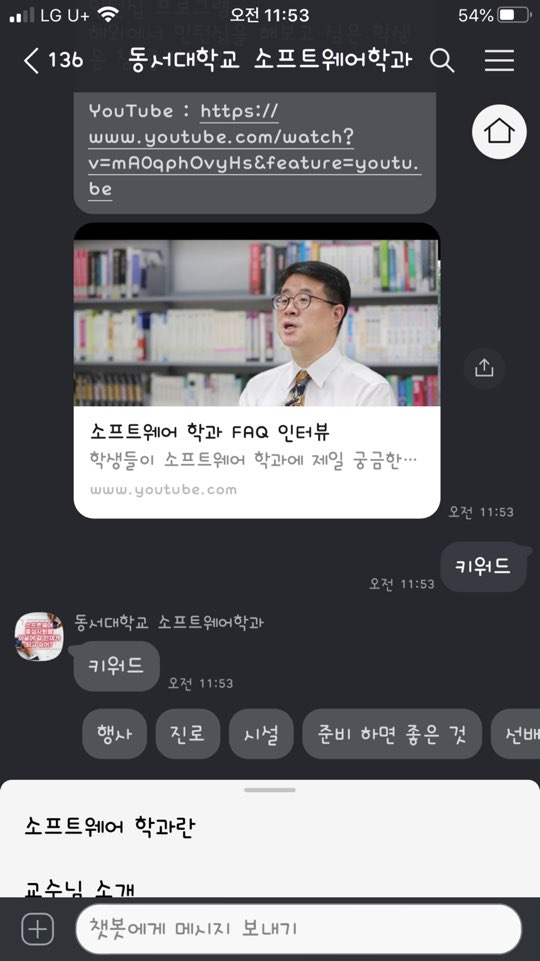 LG U+
오전 11:53
54%
136
동서대학교 소프트웨어학과
YouTube : https://
www.youtube.com/watch?
v=mA0qphOvyHs&feature=youtu.
be
소프트웨어 학과 FAQ 인터뷰
학생들이 소프트웨어 학과에 제일 궁금한…
www.youtube.com
오전 11:53
키워드
오전 11:53
동서대학교 소프트웨어학과
키워드
오전 11:53
행사
진로
시설
준비 하면 좋은 것
선배
소프트웨어 학과란
교수님 소개
챗봇에게 메시지 보내기